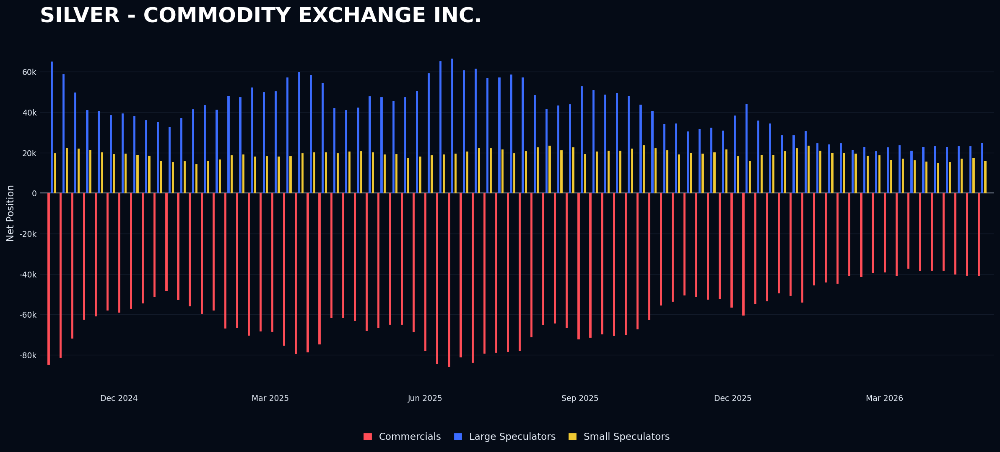 SILVER - COMMODITY EXCHANGE INC.
Net Position
60k
40k
20k
0
-20k
-40k
-60k
-80k
Dec 2024 Mar 2025 Jun 2025 Sep 2025 Dec 2025 Mar 2026
Commercials Large Speculators Small Speculators